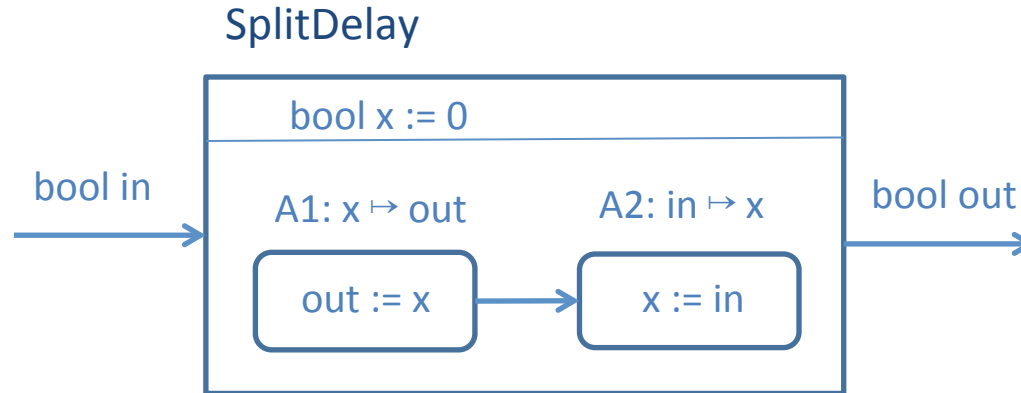 SplitDelay
bool x := 0
bool in
A1: x ↦ out
A2: in ↦ x
bool out
out := x
x := in